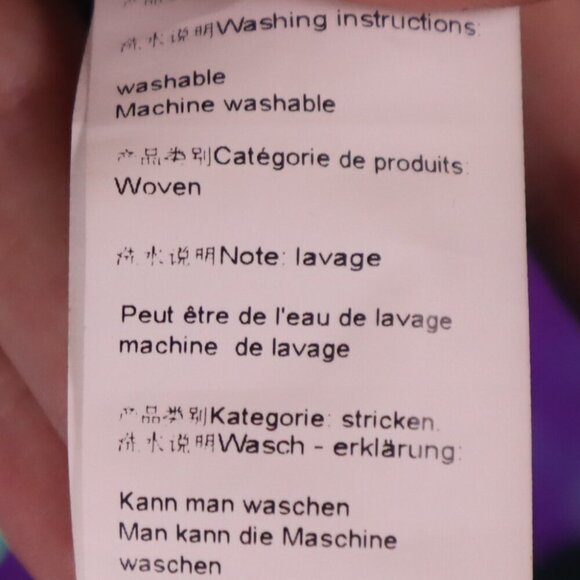 洗水说明Washing instructions:
washable
Machine washable
产品类别Catégorie de produits:
Woven
洗水说明Note: lavage
Peut être de l'eau de lavage
machine de lavage
产品类别Kategorie: stricken.
洗水说明Wasch - erklärung:
Kann man waschen
Man kann die Maschine
waschen